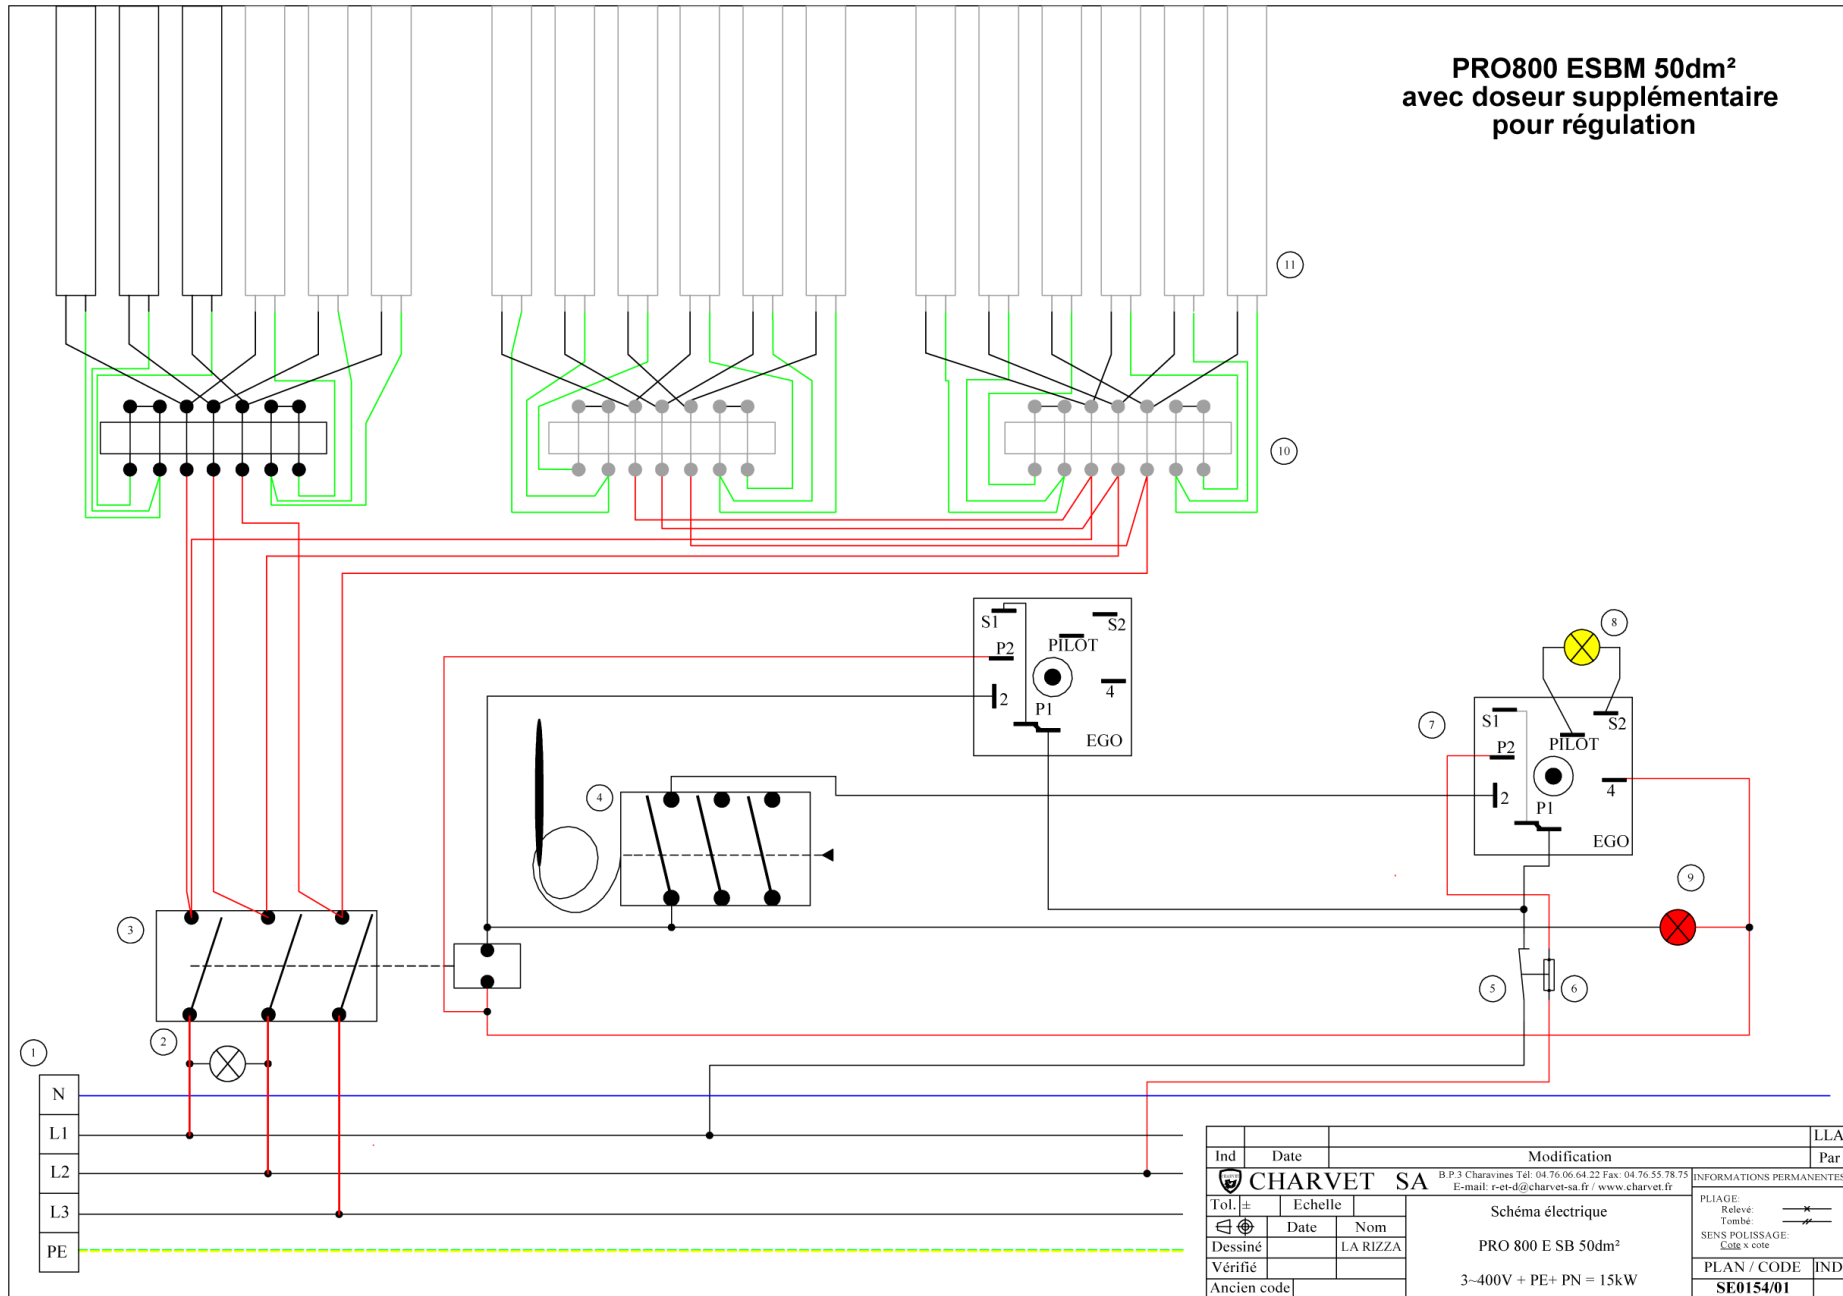 PRO800 ESBM 50dm²
avec doseur supplémentaire
pour régulation
11
10
S1
S2
PILOT
P2
2
4
P1
EGO
8
7
S1
S2
PILOT
P2
2
4
P1
EGO
4
9
3
5
6
2
1
N
L1
L2
L3
PE
LLA
Ind Date Modification Par
CHARVET SA
B.P.3 Charavines Tél: 04.76.06.64.22 Fax: 04.76.55.78.75
E-mail: r-et-d@charvet-sa.fr / www.charvet.fr
INFORMATIONS PERMANENTES
Tol. ± Echelle
Schéma électrique
PLIAGE:
Relevé:
Tombé:
Date Nom
SENS POLISSAGE:
Cote x cote
Dessiné LA RIZZA
PRO 800 E SB 50dm²
Vérifié
PLAN / CODE IND
3~400V + PE+ PN = 15kW
Ancien code
SE0154/01